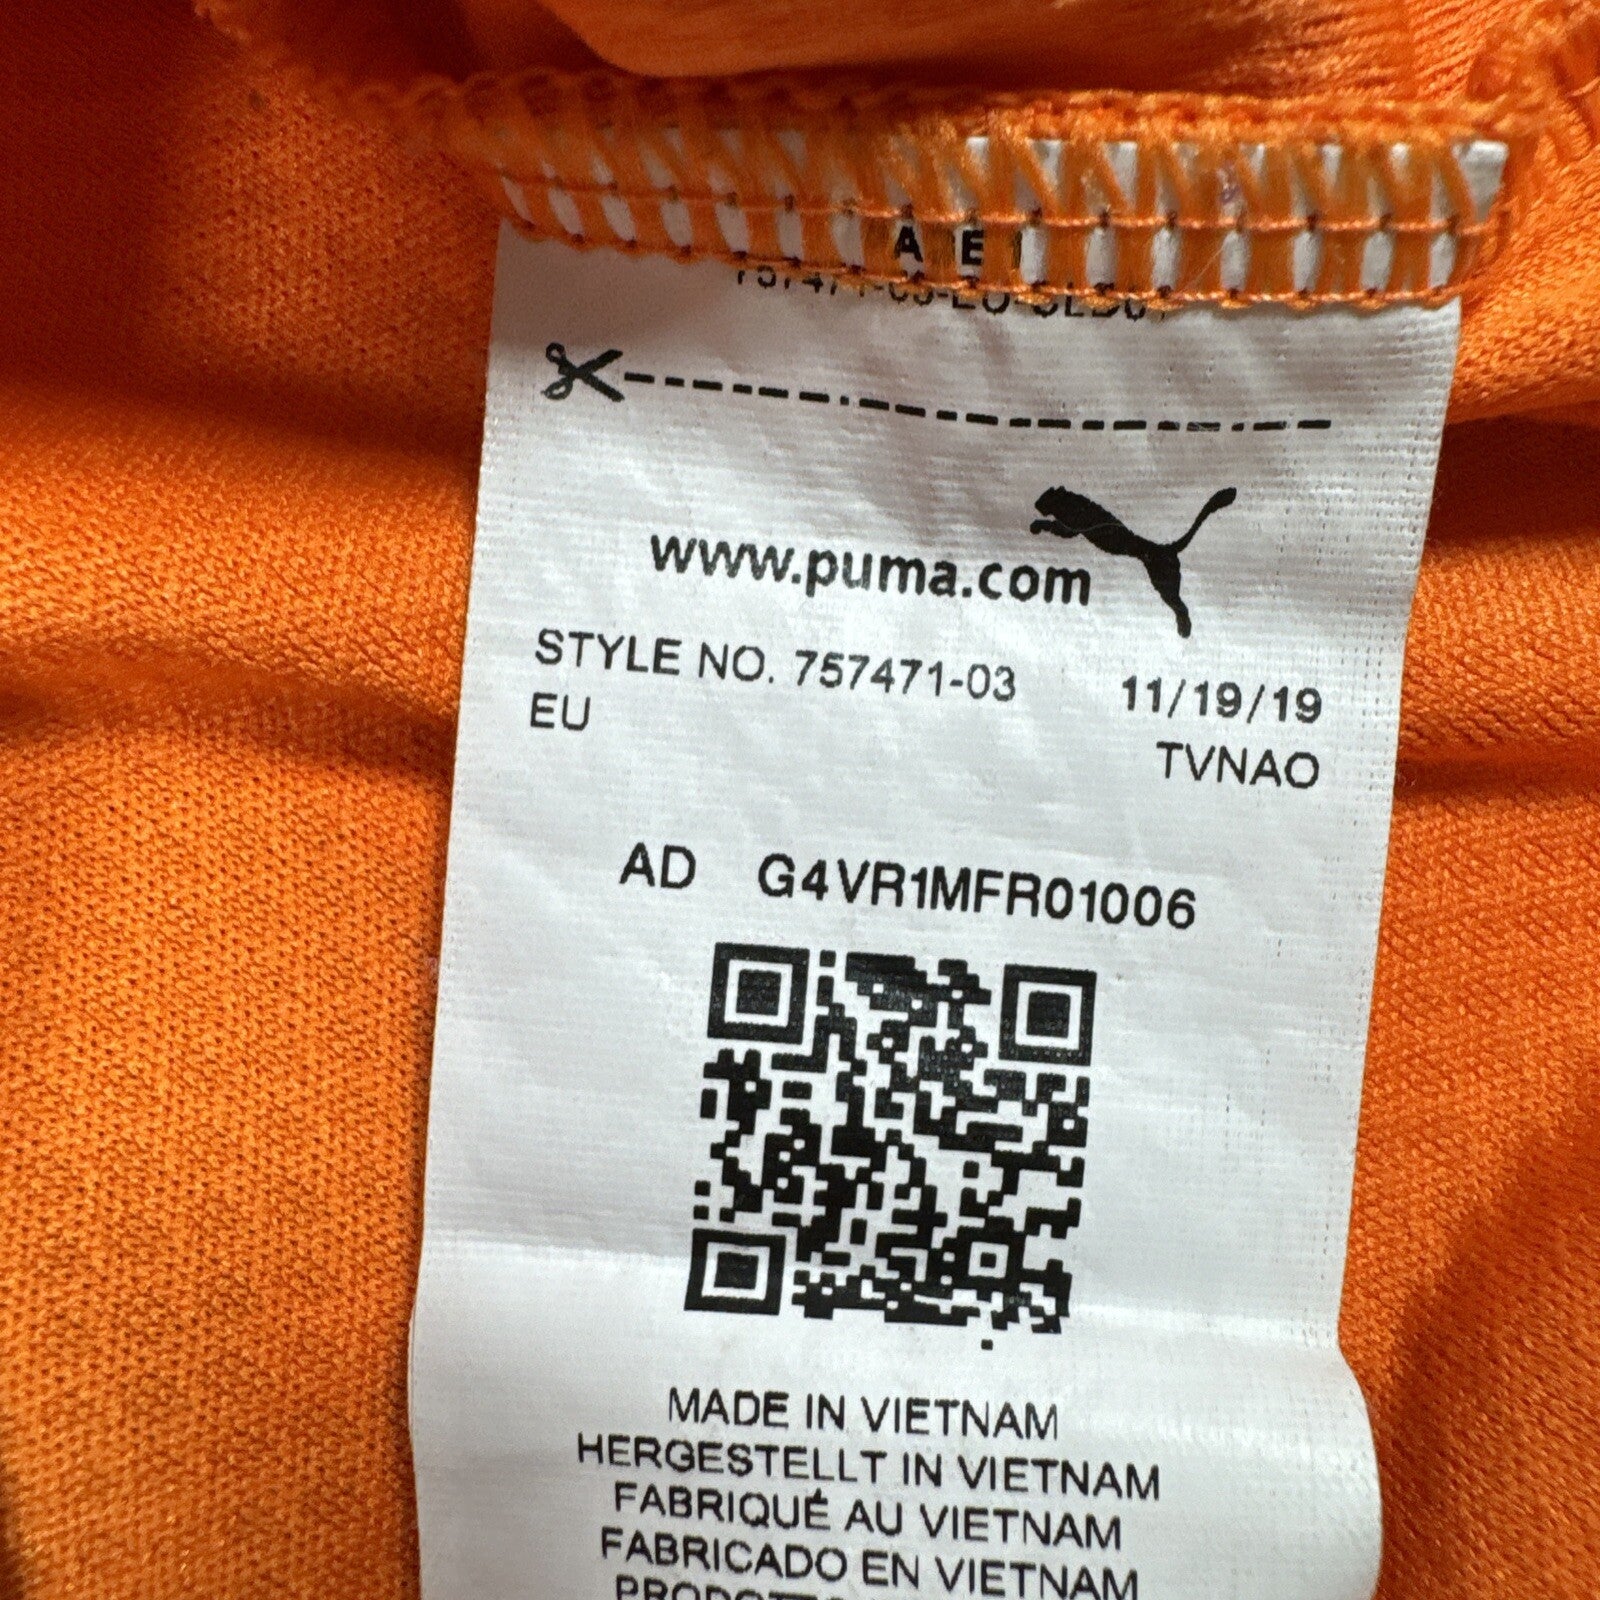 www.puma.com
STYLE NO. 757471-03 11/19/19
EU TVNAO
AD G4VR1MFR01006
MADE IN VIETNAM
HERGESTELLT IN VIETNAM
FABRIQUÉ AU VIETNAM
FABRICADO EN VIETNAM